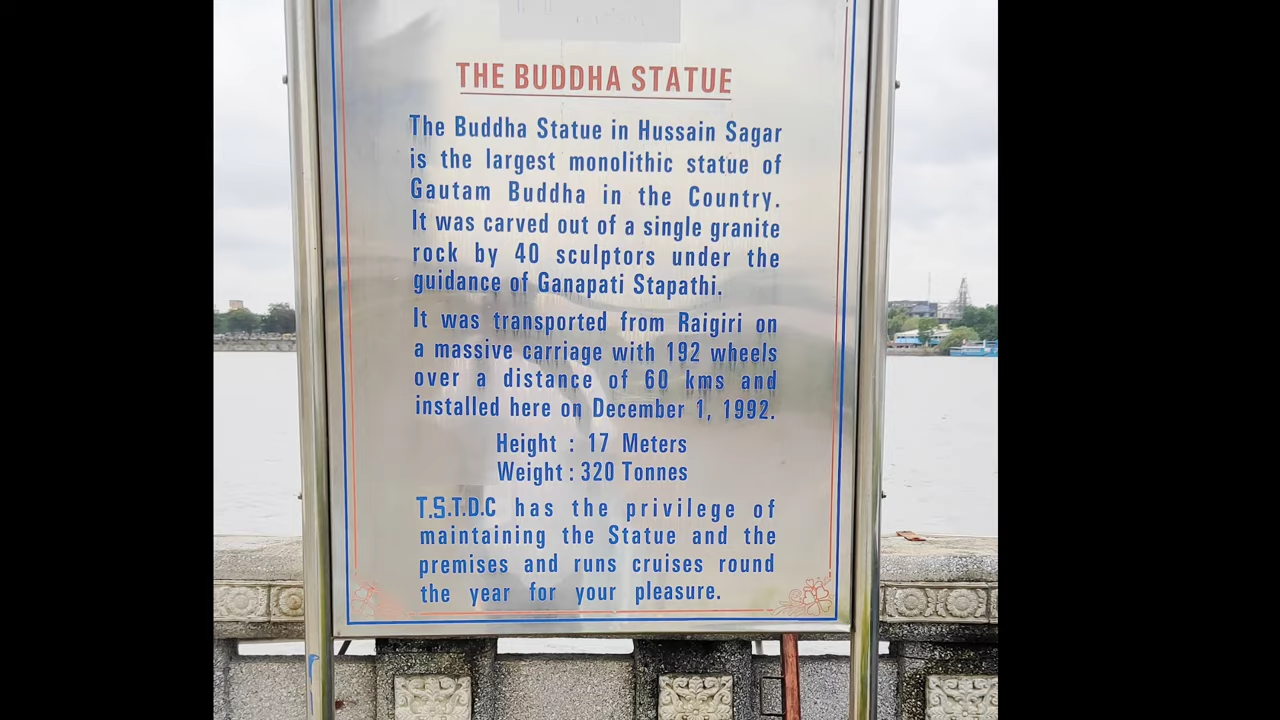 THE BUDDHA STATUE
The Buddha Statue in Hussain Sagar
is the largest monolithic statue of
Gautam Buddha in the Country.
It was carved out of a single granite
rock by 40 sculptors under the
guidance of Ganapati Stapathi.
It was transported from Raigiri on
a massive carriage with 192 wheels
over a distance of 60 kms and
installed here on December 1, 1992.
Height : 17 Meters
Weight : 320 Tonnes
T.S.T.D.C has the privilege of
maintaining the Statue and the
premises and runs cruises round
the year for your pleasure.